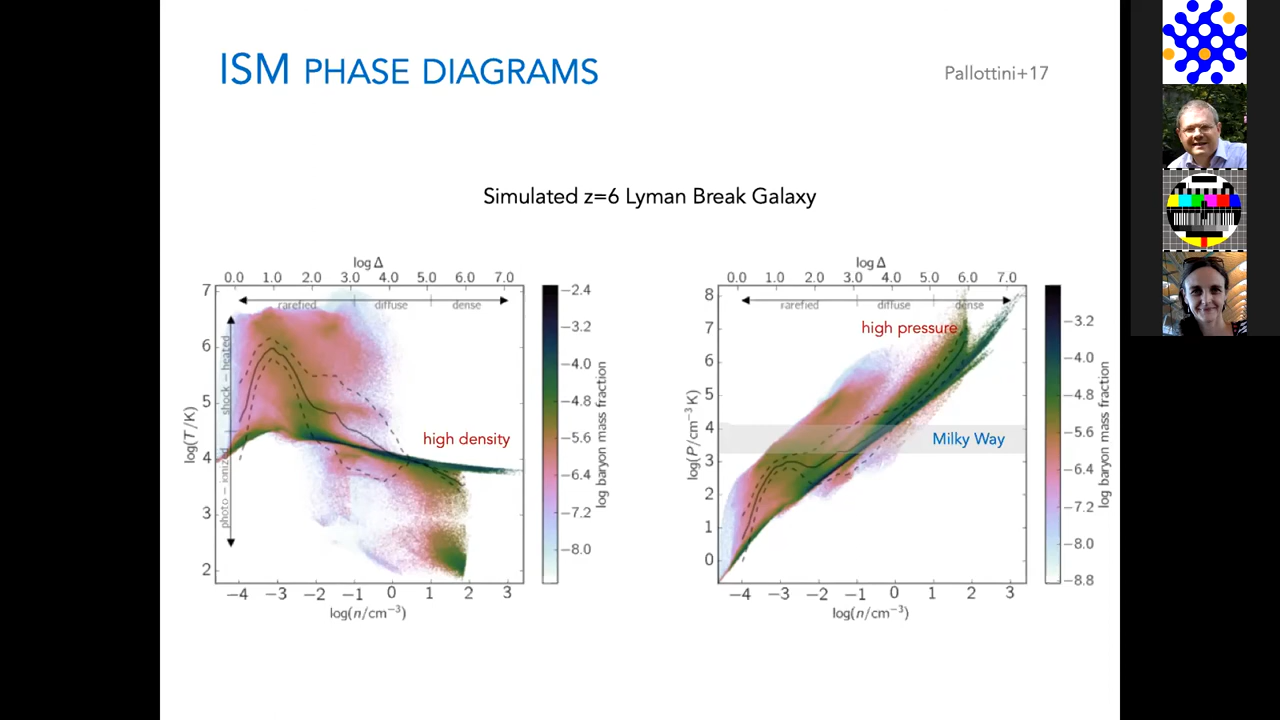 ISM PHASE DIAGRAMS
Pallottini+17
Simulated z=6 Lyman Break Galaxy
log Δ
0.0 1.0 2.0 3.0 4.0 5.0 6.0 7.0
rarefied diffuse dense
7
6
5
4
3
2
log(T/K)
shock − heated
photo − ionized
high density
−4 −3 −2 −1 0 1 2 3
log(n/cm⁻³)
−2.4
−3.2
−4.0
−4.8
−5.6
−6.4
−7.2
−8.0
log baryon mass fraction
log Δ
0.0 1.0 2.0 3.0 4.0 5.0 6.0 7.0
rarefied diffuse dense
8
7
6
5
4
3
2
1
0
log(P/cm⁻³ K)
high pressure
Milky Way
−4 −3 −2 −1 0 1 2 3
log(n/cm⁻³)
−3.2
−4.0
−4.8
−5.6
−6.4
−7.2
−8.0
−8.8
log baryon mass fraction